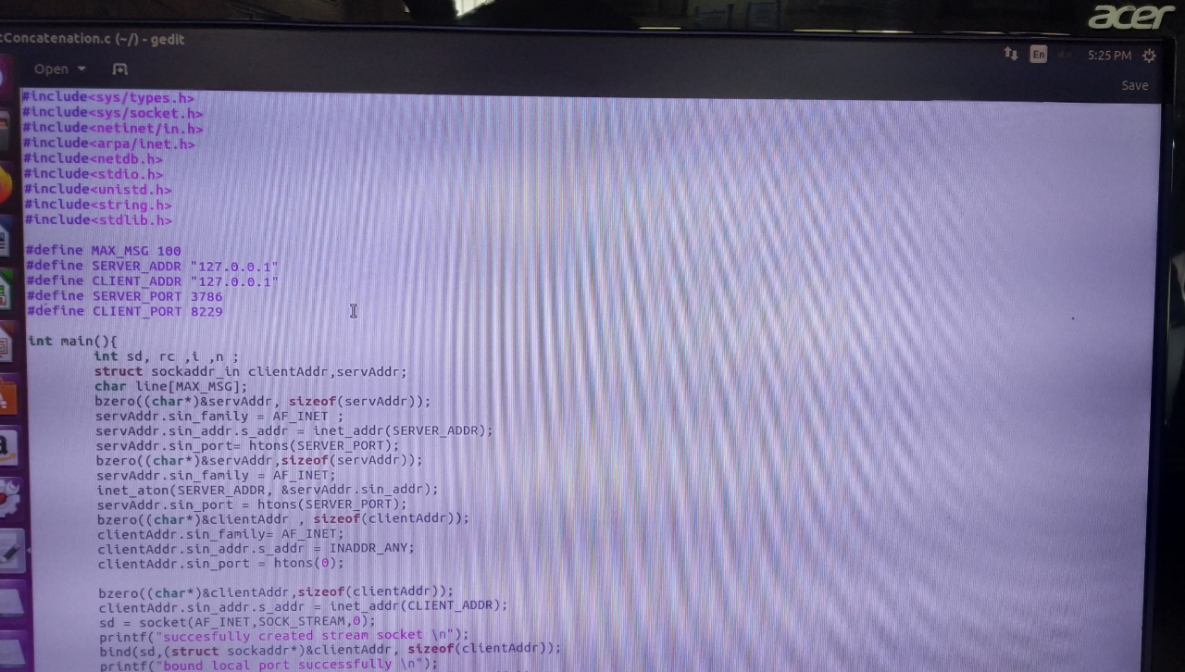 acer
tConcatenation.c (~/) - gedit
En
5:25 PM
Open
Save
#include<sys/types.h>
#include<sys/socket.h>
#include<netinet/in.h>
#include<arpa/inet.h>
#include<netdb.h>
#include<stdio.h>
#include<unistd.h>
#include<string.h>
#include<stdlib.h>
#define MAX_MSG 100
#define SERVER_ADDR "127.0.0.1"
#define CLIENT_ADDR "127.0.0.1"
#define SERVER_PORT 3786
#define CLIENT_PORT 8229
int main(){
int sd, rc ,i ,n ;
struct sockaddr_in clientAddr,servAddr;
char line[MAX_MSG];
bzero((char*)&servAddr, sizeof(servAddr));
servAddr.sin_family = AF_INET ;
servAddr.sin_addr.s_addr = inet_addr(SERVER_ADDR);
servAddr.sin_port= htons(SERVER_PORT);
bzero((char*)&servAddr,sizeof(servAddr));
servAddr.sin_family = AF_INET;
inet_aton(SERVER_ADDR, &servAddr.sin_addr);
servAddr.sin_port = htons(SERVER_PORT);
bzero((char*)&clientAddr , sizeof(clientAddr));
clientAddr.sin_family= AF_INET;
clientAddr.sin_addr.s_addr = INADDR_ANY;
clientAddr.sin_port = htons(0);
bzero((char*)&clientAddr,sizeof(clientAddr));
clientAddr.sin_addr.s_addr = inet_addr(CLIENT_ADDR);
sd = socket(AF_INET,SOCK_STREAM,0);
printf("succesfully created stream socket \n");
bind(sd,(struct sockaddr*)&clientAddr, sizeof(clientAddr));
printf("bound local port successfully \n");